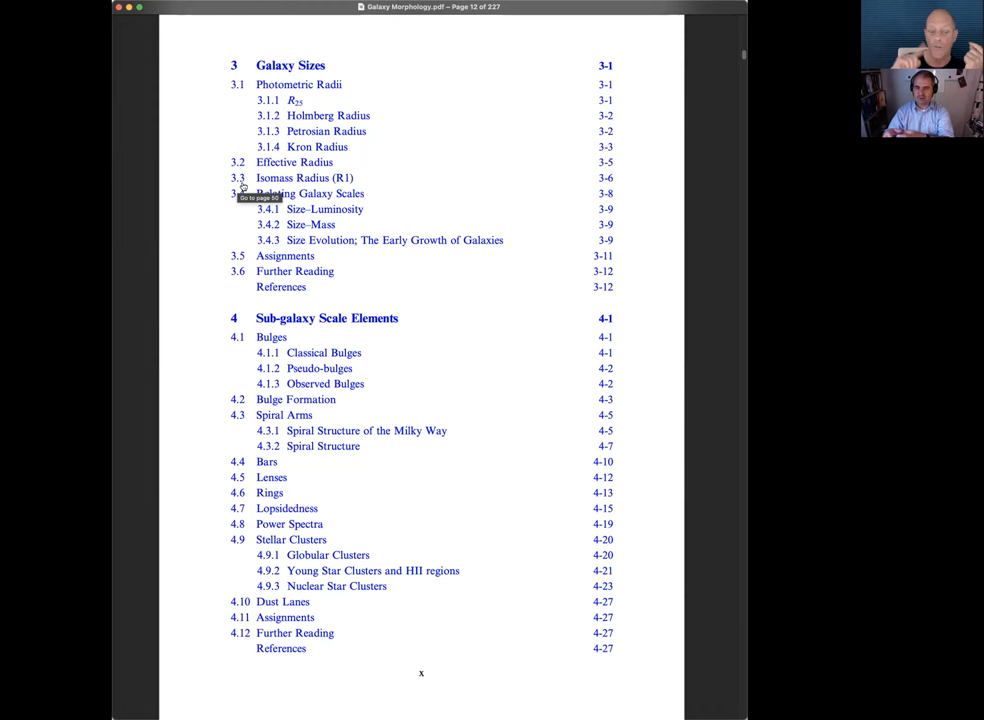 Galaxy Morphology.pdf – Page 12 of 227
3 Galaxy Sizes 3-1
3.1 Photometric Radii 3-1
3.1.1 R25 3-1
3.1.2 Holmberg Radius 3-2
3.1.3 Petrosian Radius 3-2
3.1.4 Kron Radius 3-3
3.2 Effective Radius 3-5
3.3 Isomass Radius (R1) 3-6
Galaxy Scales 3-8
Go to page 50
3.4.1 Size–Luminosity 3-9
3.4.2 Size–Mass 3-9
3.4.3 Size Evolution; The Early Growth of Galaxies 3-9
3.5 Assignments 3-11
3.6 Further Reading 3-12
References 3-12
4 Sub-galaxy Scale Elements 4-1
4.1 Bulges 4-1
4.1.1 Classical Bulges 4-1
4.1.2 Pseudo-bulges 4-2
4.1.3 Observed Bulges 4-2
4.2 Bulge Formation 4-3
4.3 Spiral Arms 4-5
4.3.1 Spiral Structure of the Milky Way 4-5
4.3.2 Spiral Structure 4-7
4.4 Bars 4-10
4.5 Lenses 4-12
4.6 Rings 4-13
4.7 Lopsidedness 4-15
4.8 Power Spectra 4-19
4.9 Stellar Clusters 4-20
4.9.1 Globular Clusters 4-20
4.9.2 Young Star Clusters and HII regions 4-21
4.9.3 Nuclear Star Clusters 4-23
4.10 Dust Lanes 4-27
4.11 Assignments 4-27
4.12 Further Reading 4-27
References 4-27
x